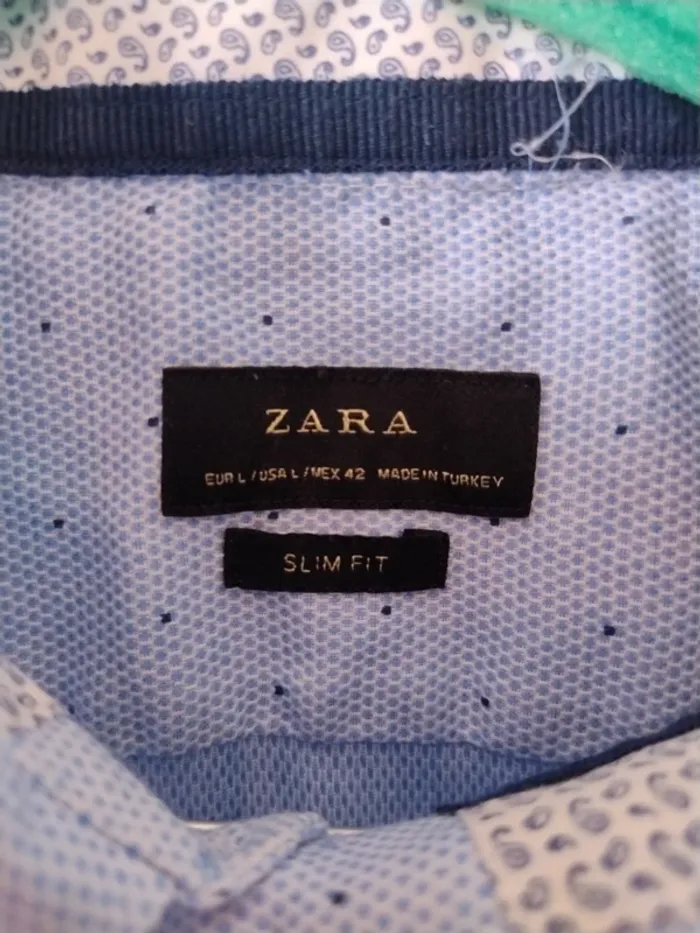 ZARA
EUR L / USA L / MEX 42 MADE IN TURKEY
SLIM FIT